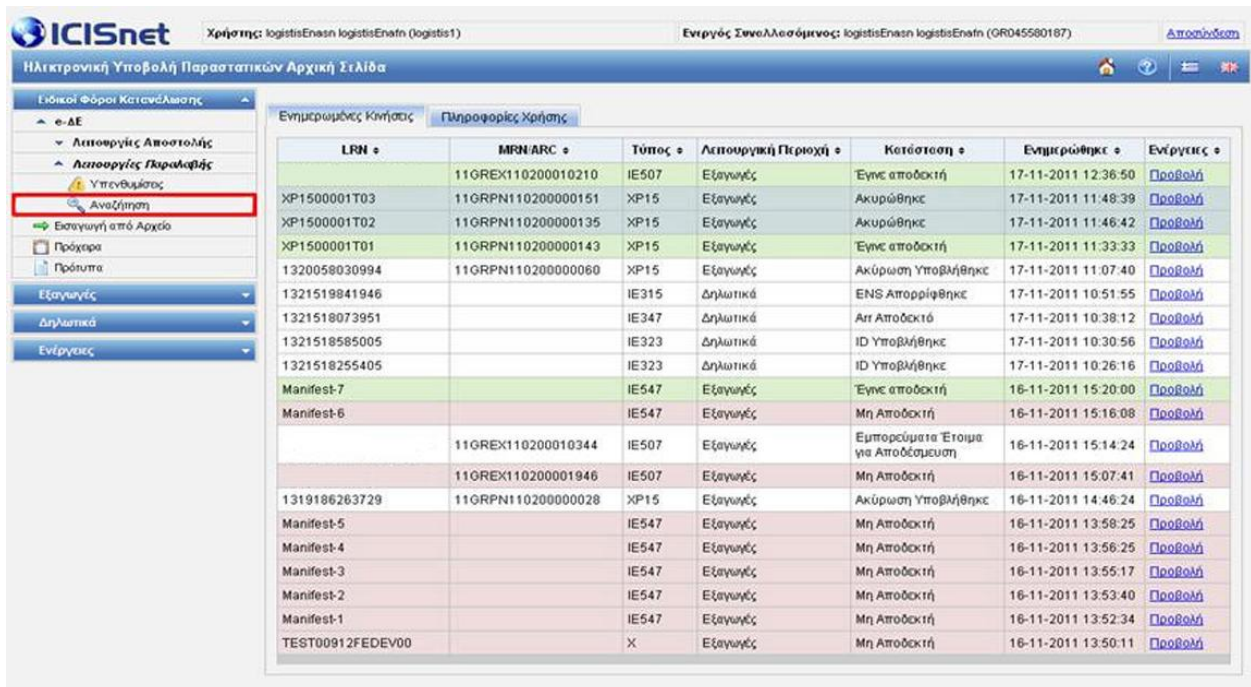 ICISnet
Χρήστης: logistisEnasn logistisEnafn (logistis1) Ενεργός Συναλλασόμενος: logistisEnasn logistisEnafn (GR045580187) Αποσύνδεση
Ηλεκτρονική Υποβολή Παραστατικών Αρχική Σελίδα
Ειδικοί Φόροι Κατανάλωσης
e-ΔΕ
Λειτουργίες Αποστολής
Λειτουργίες Παραλαβής
Υπενθυμίσεις
Αναζήτηση
Εισαγωγή από Αρχείο
Πρόχειρα
Πρότυπα
Εξαγωγές
Δηλωτικά
Ενέργειες
Ενημερωμένες Κινήσεις Πληροφορίες Χρήσης
LRN MRN/ARC Τύπος Λειτουργική Περιοχή Κατάσταση Ενημερώθηκε Ενέργειες
11GREX110200010210 IE507 Εξαγωγές Έγινε αποδεκτή 17-11-2011 12:36:50 Προβολή
XP1500001T03 11GRPN110200000151 XP15 Εξαγωγές Ακυρώθηκε 17-11-2011 11:48:39 Προβολή
XP1500001T02 11GRPN110200000135 XP15 Εξαγωγές Ακυρώθηκε 17-11-2011 11:46:42 Προβολή
XP1500001T01 11GRPN110200000143 XP15 Εξαγωγές Έγινε αποδεκτή 17-11-2011 11:33:33 Προβολή
1320058030994 11GRPN110200000060 XP15 Εξαγωγές Ακύρωση Υποβλήθηκε 17-11-2011 11:07:40 Προβολή
1321519841946 IE315 Δηλωτικά ENS Απορρίφθηκε 17-11-2011 10:51:55 Προβολή
1321518073951 IE347 Δηλωτικά Arr Αποδεκτό 17-11-2011 10:38:12 Προβολή
1321518585005 IE323 Δηλωτικά ID Υποβλήθηκε 17-11-2011 10:30:56 Προβολή
1321518255405 IE323 Δηλωτικά ID Υποβλήθηκε 17-11-2011 10:26:16 Προβολή
Manifest-7 IE547 Εξαγωγές Έγινε αποδεκτή 16-11-2011 15:20:00 Προβολή
Manifest-6 IE547 Εξαγωγές Μη Αποδεκτή 16-11-2011 15:16:08 Προβολή
11GREX110200010344 IE507 Εξαγωγές Εμπορεύματα Έτοιμα για Αποδέσμευση 16-11-2011 15:14:24 Προβολή
11GREX110200001946 IE507 Εξαγωγές Μη Αποδεκτή 16-11-2011 15:07:41 Προβολή
1319186263729 11GRPN110200000028 XP15 Εξαγωγές Ακύρωση Υποβλήθηκε 16-11-2011 14:46:24 Προβολή
Manifest-5 IE547 Εξαγωγές Μη Αποδεκτή 16-11-2011 13:58:25 Προβολή
Manifest-4 IE547 Εξαγωγές Μη Αποδεκτή 16-11-2011 13:56:25 Προβολή
Manifest-3 IE547 Εξαγωγές Μη Αποδεκτή 16-11-2011 13:55:17 Προβολή
Manifest-2 IE547 Εξαγωγές Μη Αποδεκτή 16-11-2011 13:53:40 Προβολή
Manifest-1 IE547 Εξαγωγές Μη Αποδεκτή 16-11-2011 13:52:34 Προβολή
TEST00912FEDEV00 X Εξαγωγές Μη Αποδεκτή 16-11-2011 13:50:11 Προβολή